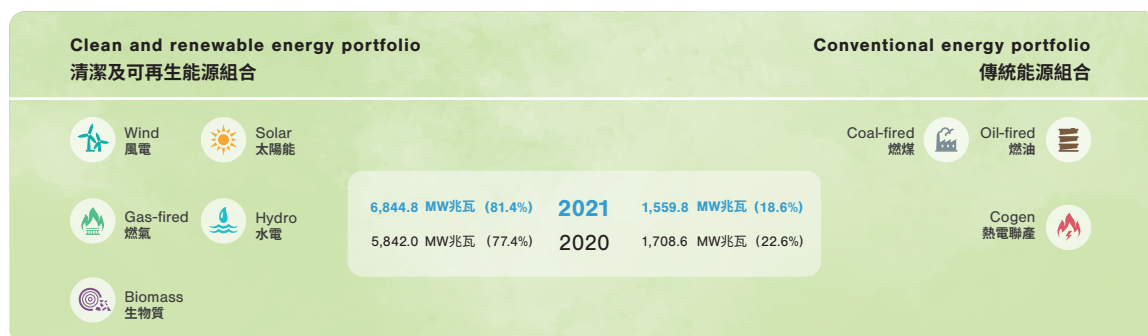 Clean and renewable energy portfolio
清潔及可再生能源組合
Conventional energy portfolio
傳統能源組合
Wind
風電
Solar
太陽能
Coal-fired
燃煤
Oil-fired
燃油
6,844.8 MW兆瓦 (81.4%) 2021 1,559.8 MW兆瓦 (18.6%)
5,842.0 MW兆瓦 (77.4%) 2020 1,708.6 MW兆瓦 (22.6%)
Gas-fired
燃氣
Hydro
水電
Cogen
熱電聯產
Biomass
生物質